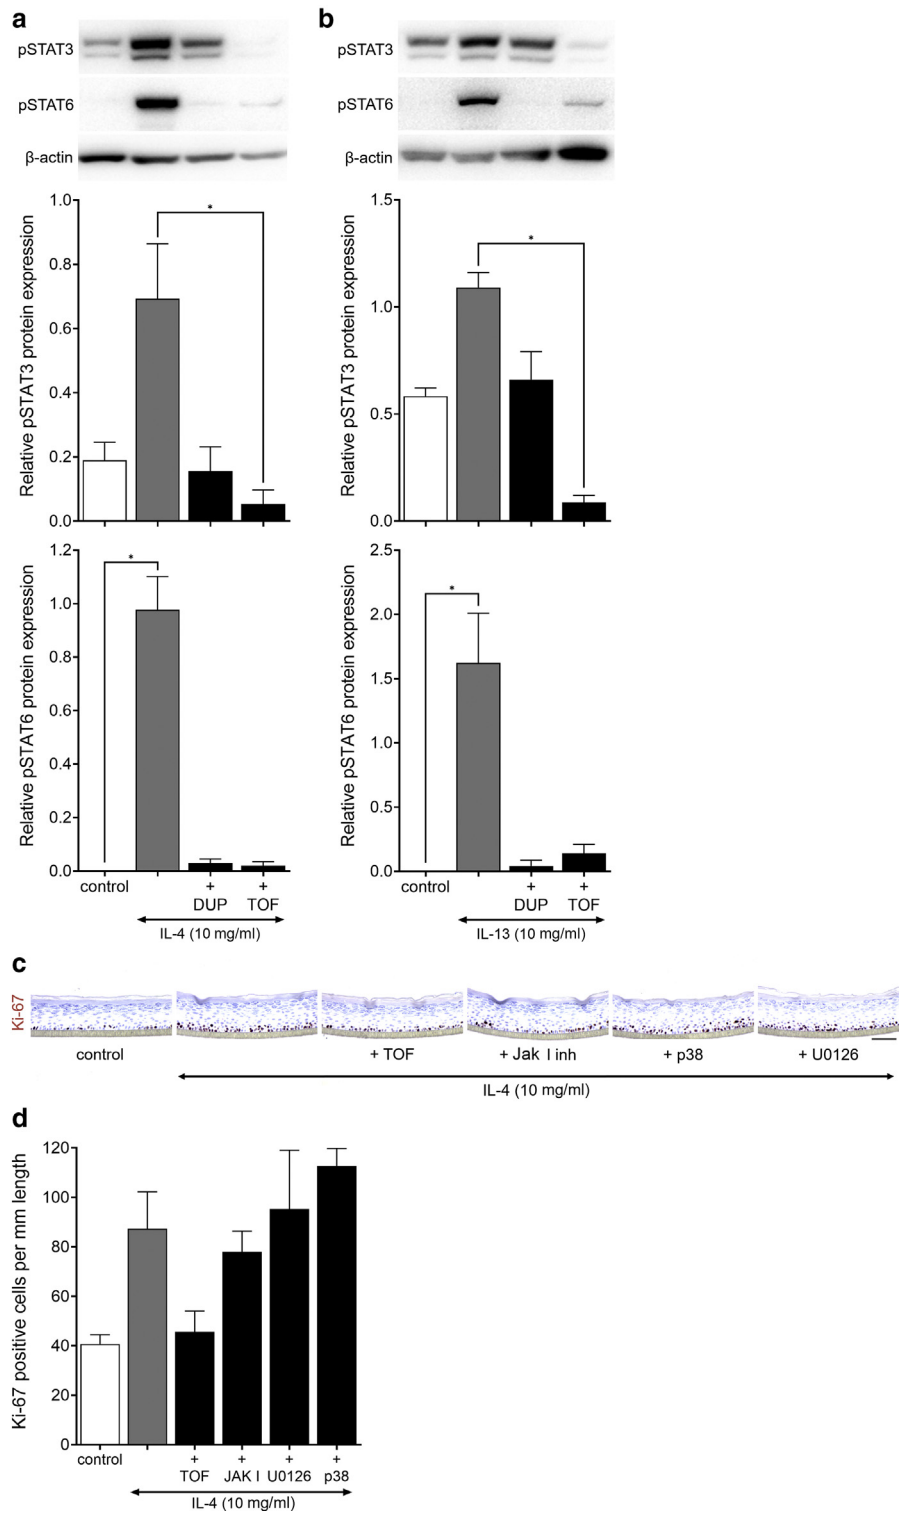 a
pSTAT3
pSTAT6
β-actin
1.0
0.8
0.6
0.4
0.2
0.0
Relative pSTAT3 protein expression
*
1.2
1.0
0.8
0.6
0.4
0.2
0.0
Relative pSTAT6 protein expression
*
control
+
DUP
+
TOF
IL-4 (10 mg/ml)
b
pSTAT3
pSTAT6
β-actin
1.5
1.0
0.5
0.0
Relative pSTAT3 protein expression
*
2.5
2.0
1.5
1.0
0.5
0.0
Relative pSTAT6 protein expression
*
control
+
DUP
+
TOF
IL-13 (10 mg/ml)
c
Ki-67
control
+ TOF
+ Jak I inh
+ p38
+ U0126
IL-4 (10 mg/ml)
d
120
100
80
60
40
20
0
Ki-67 positive cells per mm length
control
+
TOF
+
JAK I
+
U0126
+
p38
IL-4 (10 mg/ml)